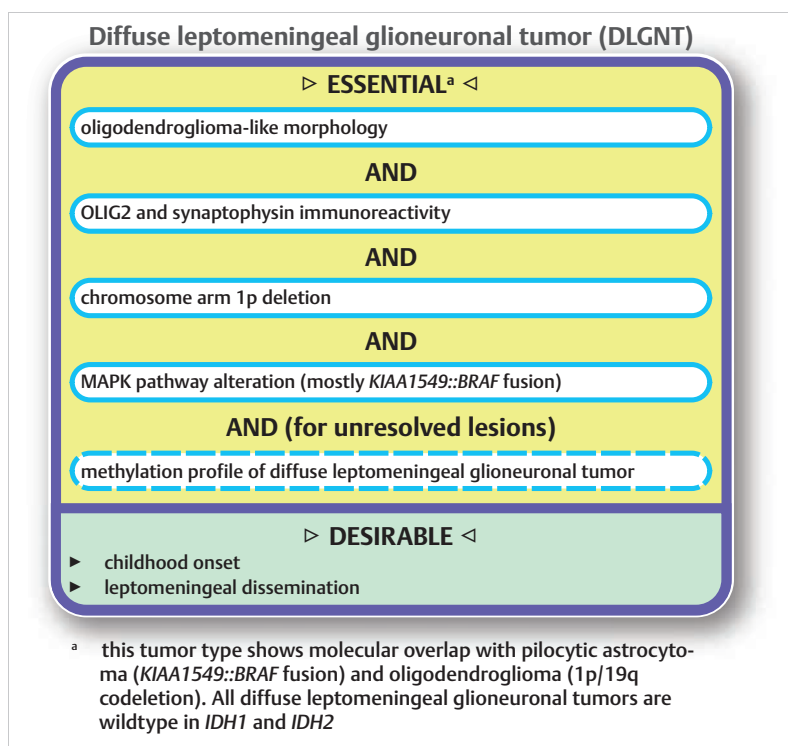 Diffuse leptomeningeal glioneuronal tumor (DLGNT)
▷ ESSENTIALᵃ ◁
oligodendroglioma-like morphology
AND
OLIG2 and synaptophysin immunoreactivity
AND
chromosome arm 1p deletion
AND
MAPK pathway alteration (mostly KIAA1549::BRAF fusion)
AND (for unresolved lesions)
methylation profile of diffuse leptomeningeal glioneuronal tumor
▷ DESIRABLE ◁
► childhood onset
► leptomeningeal dissemination
ᵃ this tumor type shows molecular overlap with pilocytic astrocyto-
ma (KIAA1549::BRAF fusion) and oligodendroglioma (1p/19q
codeletion). All diffuse leptomeningeal glioneuronal tumors are
wildtype in IDH1 and IDH2